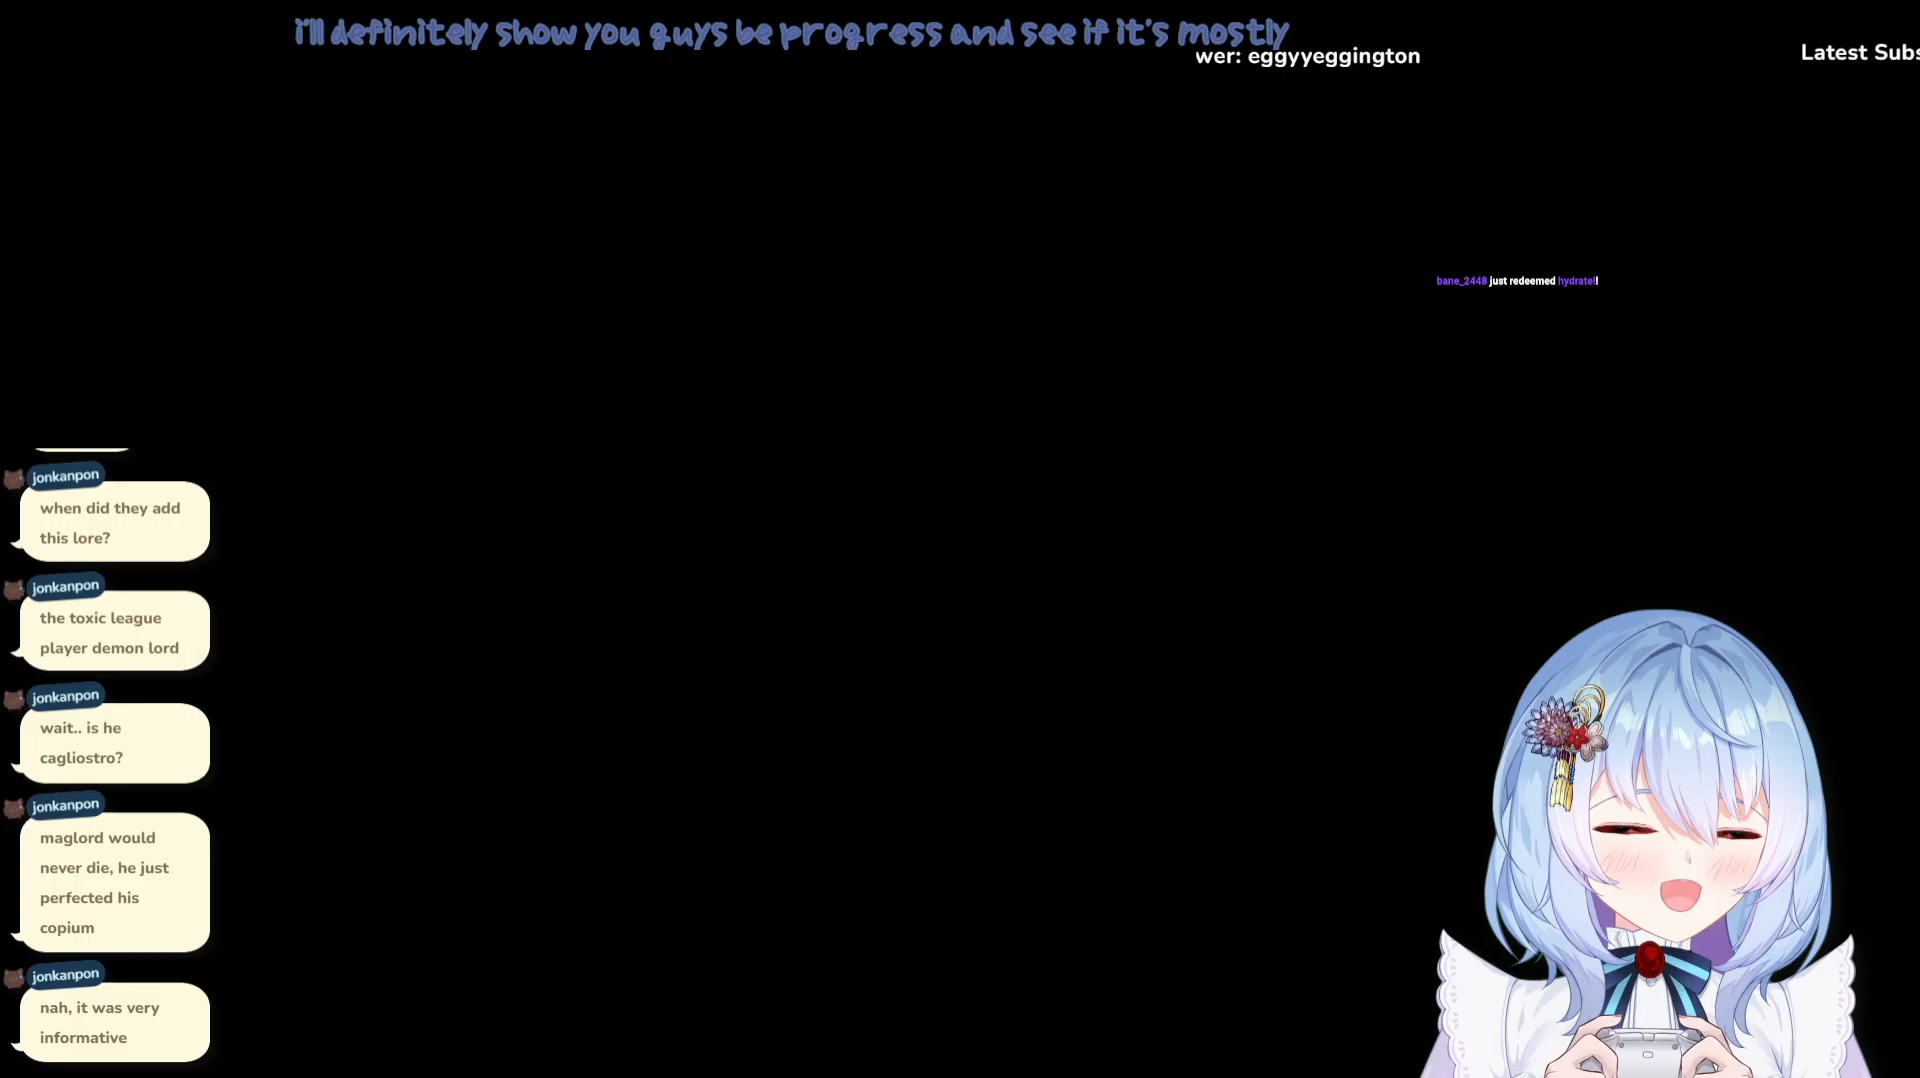 i'll definitely show you guys be progress and see if it's mostly
wer: eggyyeggington
Latest Subs
bane_2448 just redeemed hydrate!!
jonkanpon
when did they add
this lore?
jonkanpon
the toxic league
player demon lord
jonkanpon
wait.. is he
cagliostro?
jonkanpon
maglord would
never die, he just
perfected his
copium
jonkanpon
nah, it was very
informative